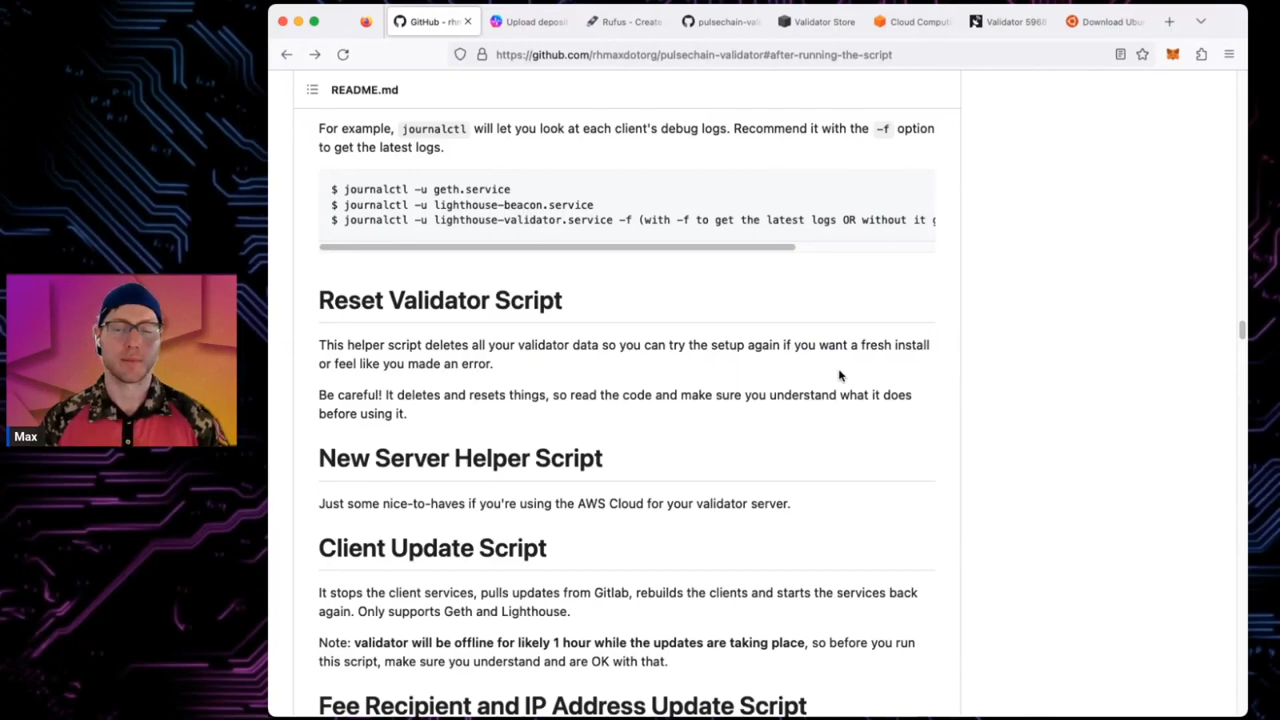 GitHub - rhm
Upload deposi
Rufus - Create
pulsechain-vali
Validator Store
Cloud Comput
Validator 5968
Download Ubu
https://github.com/rhmaxdotorg/pulsechain-validator#after-running-the-script
README.md
For example, journalctl will let you look at each client's debug logs. Recommend it with the -f option
to get the latest logs.
$ journalctl -u geth.service
$ journalctl -u lighthouse-beacon.service
$ journalctl -u lighthouse-validator.service -f (with -f to get the latest logs OR without it g
Reset Validator Script
This helper script deletes all your validator data so you can try the setup again if you want a fresh install
or feel like you made an error.
Be careful! It deletes and resets things, so read the code and make sure you understand what it does
before using it.
Max
New Server Helper Script
Just some nice-to-haves if you're using the AWS Cloud for your validator server.
Client Update Script
It stops the client services, pulls updates from Gitlab, rebuilds the clients and starts the services back
again. Only supports Geth and Lighthouse.
Note: validator will be offline for likely 1 hour while the updates are taking place, so before you run
this script, make sure you understand and are OK with that.
Fee Recipient and IP Address Update Script